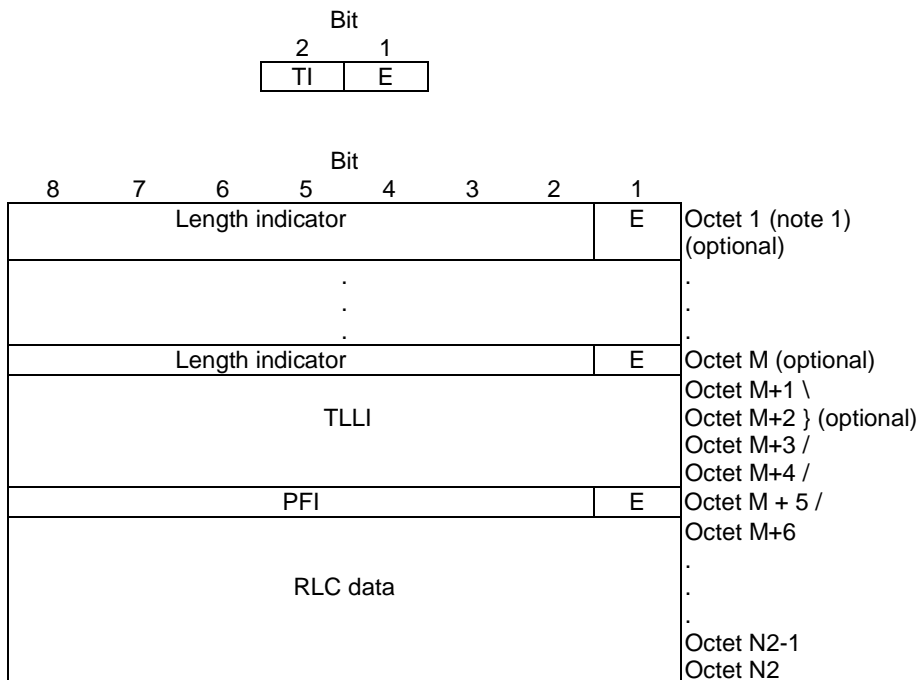 Bit
2 1
TI E
Bit
8 7 6 5 4 3 2 1
Length indicator E Octet 1 (note 1)
(optional)
. .
. .
. .
Length indicator E Octet M (optional)
Octet M+1 \
TLLI Octet M+2 } (optional)
Octet M+3 /
Octet M+4 /
PFI E Octet M + 5 /
Octet M+6
.
RLC data .
.
Octet N2-1
Octet N2